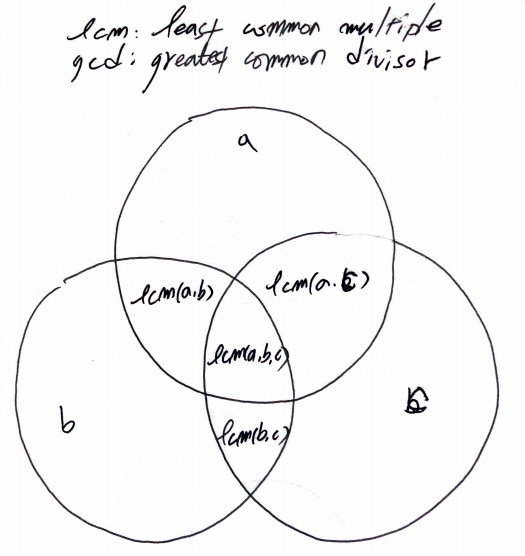 lcm: least common multiple
gcd: greatest common divisor
a
lcm(a,b)
lcm(a.c)
lcm(a,b,c)
b
c
lcm(b,c)